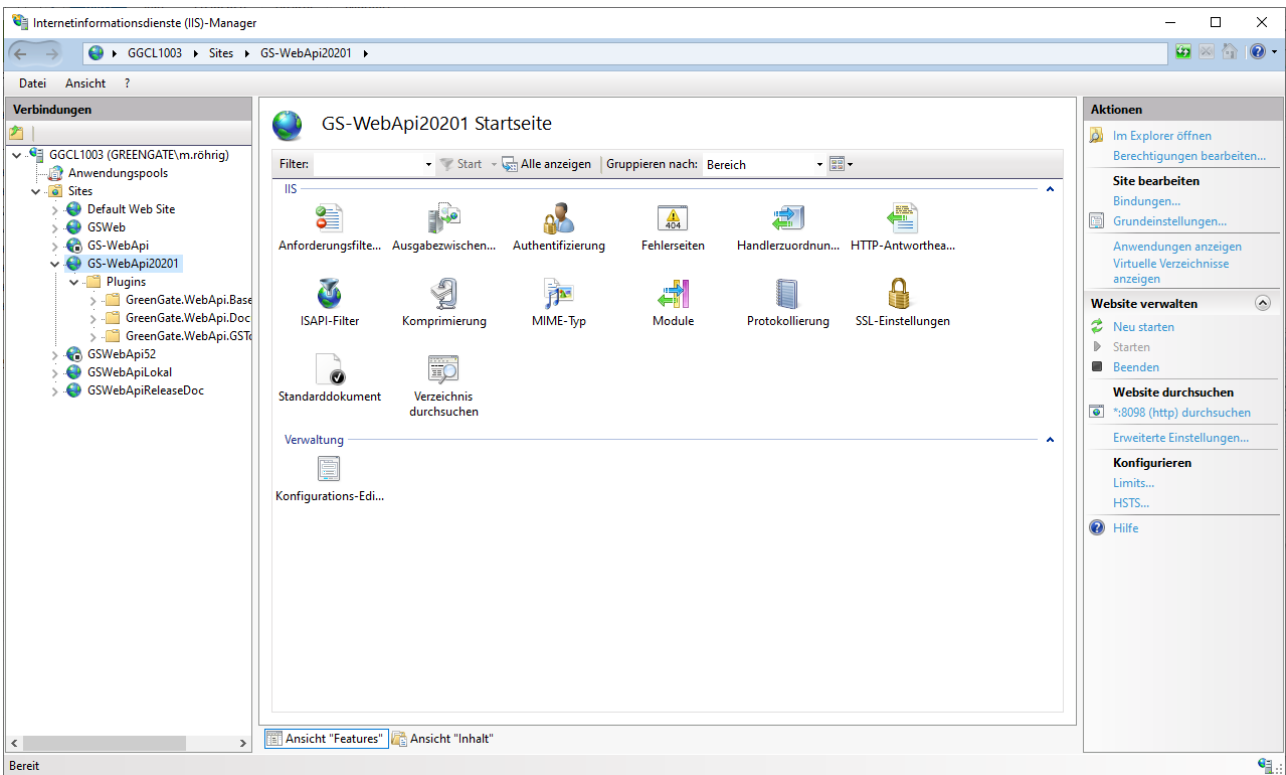 Internetinformationsdienste (IIS)-Manager
GGCL1003 Sites GS-WebApi20201
Datei Ansicht ?
Verbindungen
GGCL1003 (GREENGATE\m.röhrig)
Anwendungspools
Sites
Default Web Site
GSWeb
GS-WebApi
GS-WebApi20201
Plugins
GreenGate.WebApi.Base
GreenGate.WebApi.Doc
GreenGate.WebApi.GSTo
GSWebApi52
GSWebApiLokal
GSWebApiReleaseDoc
GS-WebApi20201 Startseite
Filter: Start Alle anzeigen Gruppieren nach: Bereich
IIS
Anforderungsfilte... Ausgabezwischen... Authentifizierung Fehlerseiten Handlerzuordnun... HTTP-Antworthea...
ISAPI-Filter Komprimierung MIME-Typ Module Protokollierung SSL-Einstellungen
Standarddokument Verzeichnis
durchsuchen
Verwaltung
Konfigurations-Edi...
Ansicht "Features" Ansicht "Inhalt"
Aktionen
Im Explorer öffnen
Berechtigungen bearbeiten...
Site bearbeiten
Bindungen...
Grundeinstellungen...
Anwendungen anzeigen
Virtuelle Verzeichnisse
anzeigen
Website verwalten
Neu starten
Starten
Beenden
Website durchsuchen
*:8098 (http) durchsuchen
Erweiterte Einstellungen...
Konfigurieren
Limits...
HSTS...
Hilfe
Bereit